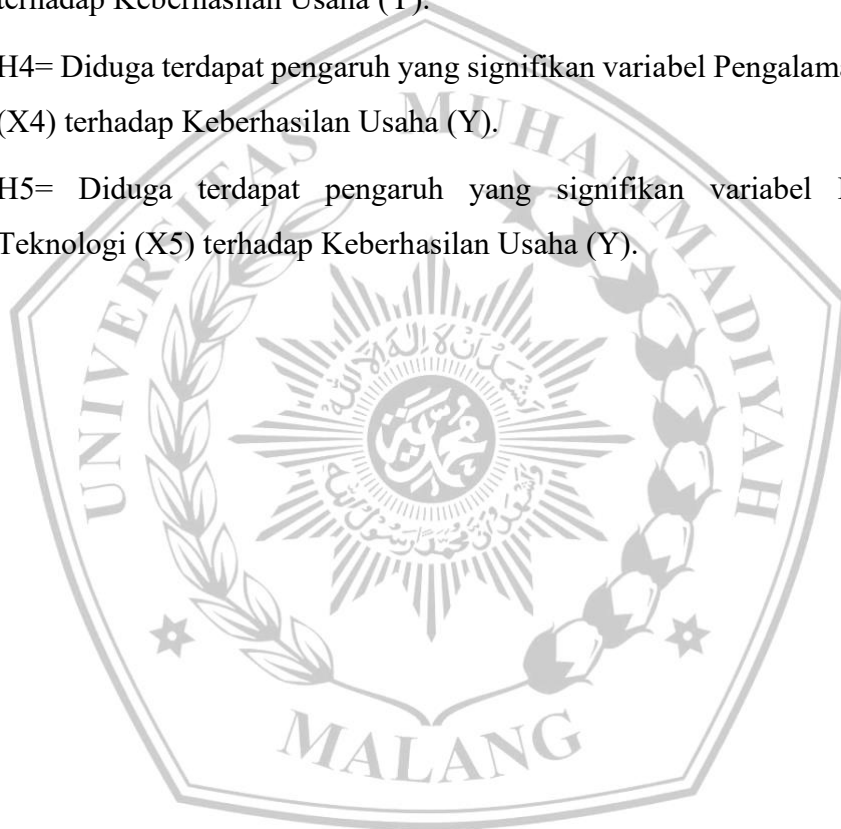 terhadap Keberhasilan Usaha (Y).
H4= Diduga terdapat pengaruh yang signifikan variabel
(X4) terhadap Keberhasilan Usaha (Y).
H5= Diduga terdapat pengaruh yang signifikan variabel
Teknologi (X5) terhadap Keberhasilan Usaha (Y).
UNIVERSITAS MUHAMMADIYAH
MALANG